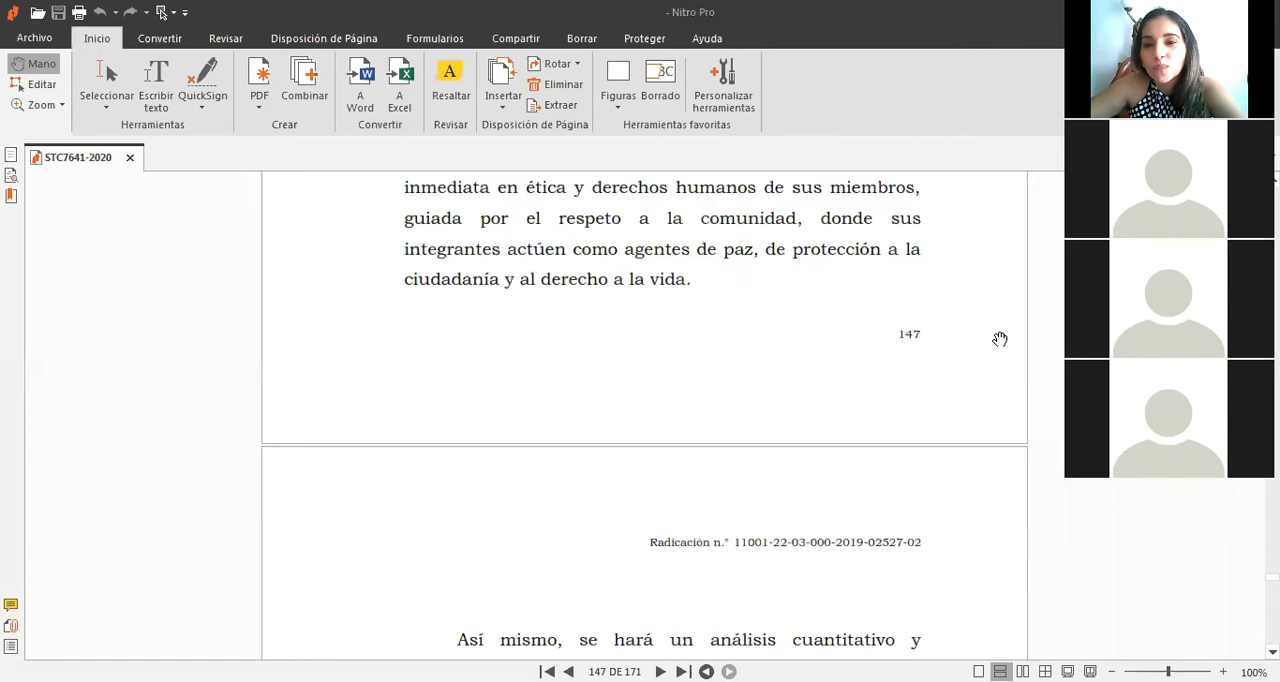 - Nitro Pro
Archivo Inicio Convertir Revisar Disposición de Página Formularios Compartir Borrar Proteger Ayuda
Mano
Editar
Zoom
Seleccionar
Escribir
texto
QuickSign
Herramientas
PDF
Combinar
Crear
A
Word
A
Excel
Convertir
Resaltar
Revisar
Insertar
Rotar
Eliminar
Extraer
Disposición de Página
Figuras
Borrado
Personalizar
herramientas
Herramientas favoritas
STC7641-2020
inmediata en ética y derechos humanos de sus miembros,
guiada por el respeto a la comunidad, donde sus
integrantes actúen como agentes de paz, de protección a la
ciudadanía y al derecho a la vida.
147
Radicación n.° 11001-22-03-000-2019-02527-02
Así mismo, se hará un análisis cuantitativo y
147 DE 171
100%